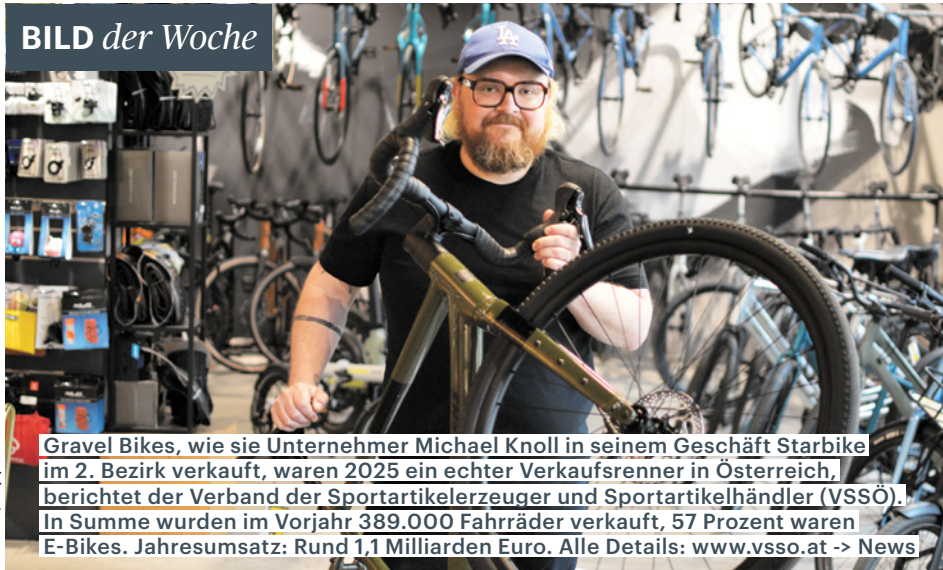 BILD der Woche
LA
Gravel Bikes, wie sie Unternehmer Michael Knoll in seinem Geschäft Starbike
im 2. Bezirk verkauft, waren 2025 ein echter Verkaufsrenner in Österreich,
berichtet der Verband der Sportartikelerzeuger und Sportartikelhändler (VSSÖ).
In Summe wurden im Vorjahr 389.000 Fahrräder verkauft, 57 Prozent waren
E-Bikes. Jahresumsatz: Rund 1,1 Milliarden Euro. Alle Details: www.vsso.at -> News